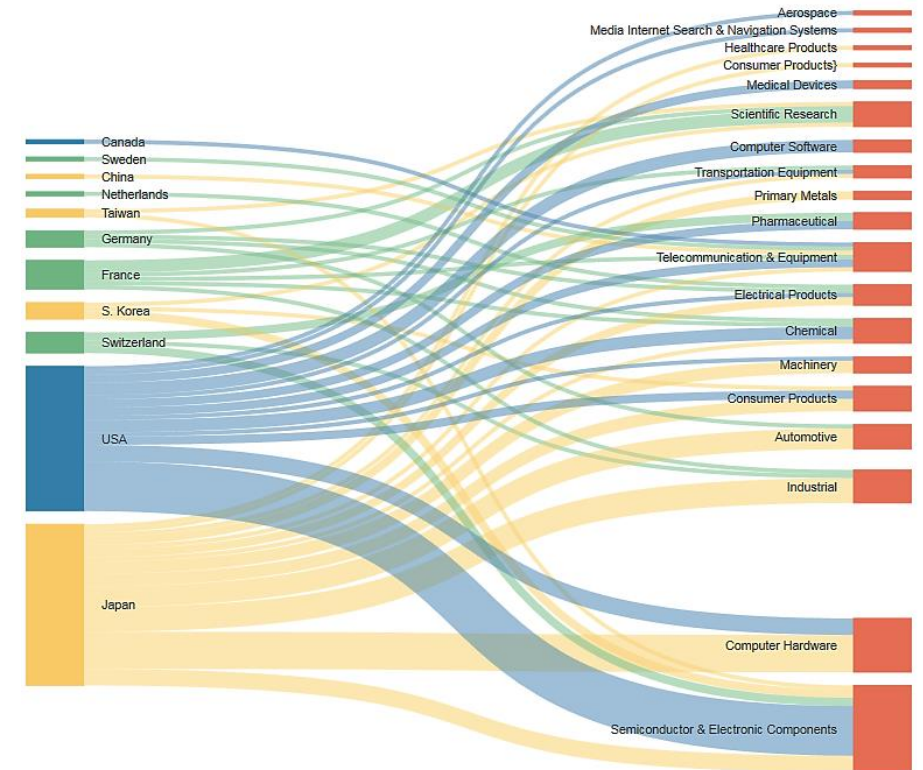 Canada
Sweden
China
Netherlands
Taiwan
Germany
France
S. Korea
Switzerland
USA
Japan
Aerospace
Media Internet Search & Navigation Systems
Healthcare Products
Consumer Products}
Medical Devices
Scientific Research
Computer Software
Transportation Equipment
Primary Metals
Pharmaceutical
Telecommunication & Equipment
Electrical Products
Chemical
Machinery
Consumer Products
Automotive
Industrial
Computer Hardware
Semiconductor & Electronic Components